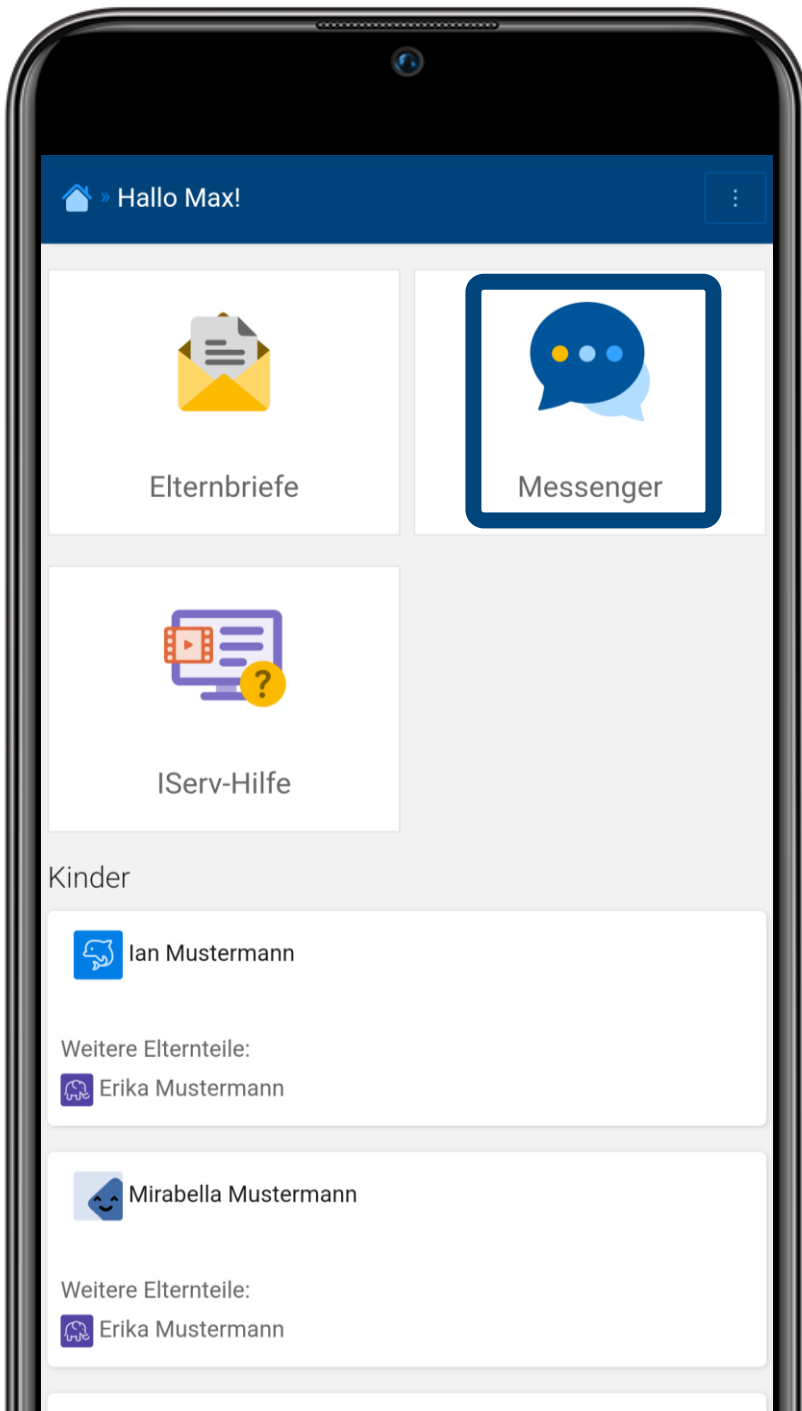 » Hallo Max!
Elternbriefe
Messenger
?
IServ-Hilfe
Kinder
Ian Mustermann
Weitere Elternteile:
Erika Mustermann
Mirabella Mustermann
Weitere Elternteile:
Erika Mustermann